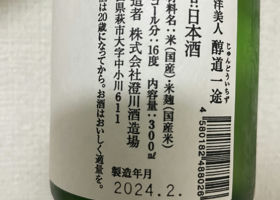 洋美人 醇道一途
じゅんどういちず
4580182488926
日本酒
原料名:米(国産)・米麹(国産米)
コール分:16度 内容量:300㎖
造者 株式会社澄川酒造場
県萩市大字中小川611
は20歳になってから。お酒はおいしく適量を。
製造年月
2024.2.